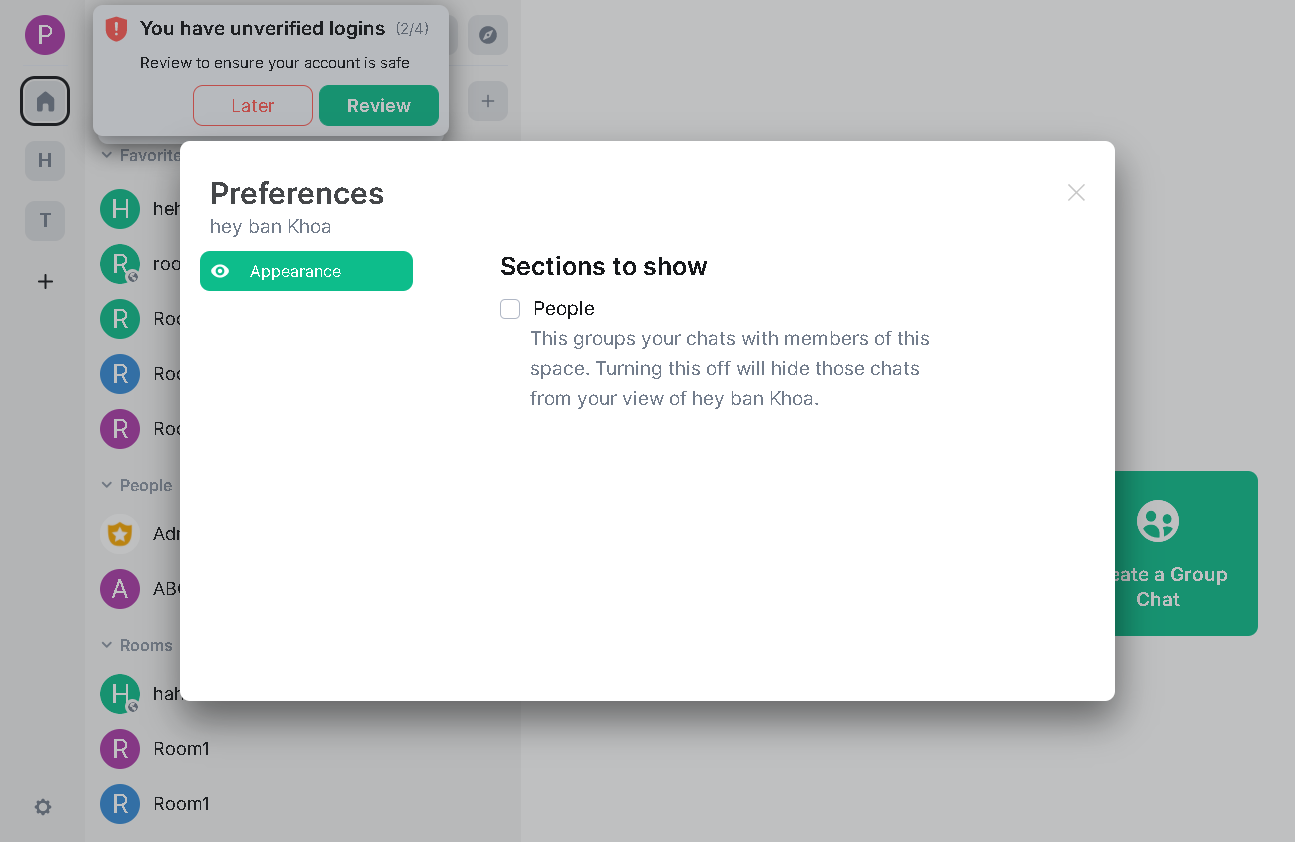 P
You have unverified logins (2/4)
Review to ensure your account is safe
Later
Review
H
T
Favorite
H
heh
R
roo
R
Roo
R
Roo
R
Roo
People
Adr
A
ABC
Rooms
H
hah
R
Room1
R
Room1
Preferences
hey ban Khoa
Appearance
Sections to show
People
This groups your chats with members of this
space. Turning this off will hide those chats
from your view of hey ban Khoa.
eate a Group
Chat